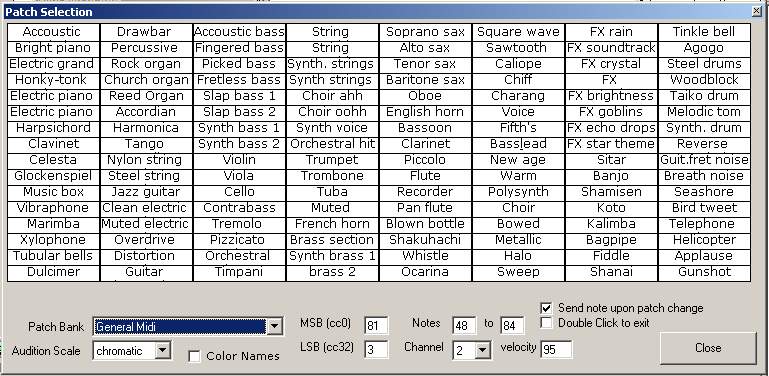 Patch Selection
Accoustic Drawbar Accoustic bass String Soprano sax Square wave FX rain Tinkle bell
Bright piano Percussive Fingered bass String Alto sax Sawtooth FX soundtrack Agogo
Electric grand Rock organ Picked bass Synth. strings Tenor sax Caliope FX crystal Steel drums
Honky-tonk Church organ Fretless bass Synth strings Baritone sax Chiff FX Woodblock
Electric piano Reed Organ Slap bass 1 Choir ahh Oboe Charang FX brightness Taiko drum
Electric piano Accordian Slap bass 2 Choir oohh English horn Voice FX goblins Melodic tom
Harpsichord Harmonica Synth bass 1 Synth voice Bassoon Fifth's FX echo drops Synth. drum
Clavinet Tango Synth bass 2 Orchestral hit Clarinet Basslead FX star theme Reverse
Celesta Nylon string Violin Trumpet Piccolo New age Sitar Guit.fret noise
Glockenspiel Steel string Viola Trombone Flute Warm Banjo Breath noise
Music box Jazz guitar Cello Tuba Recorder Polysynth Shamisen Seashore
Vibraphone Clean electric Contrabass Muted Pan flute Choir Koto Bird tweet
Marimba Muted electric Tremolo French horn Blown bottle Bowed Kalimba Telephone
Xylophone Overdrive Pizzicato Brass section Shakuhachi Metallic Bagpipe Helicopter
Tubular bells Distortion Orchestral Synth brass 1 Whistle Halo Fiddle Applause
Dulcimer Guitar Timpani brass 2 Ocarina Sweep Shanai Gunshot
Patch Bank General Midi MSB (cc0) 81 Notes 48 to 84 Send note upon patch change
Double Click to exit
Audition Scale chromatic Color Names LSB (cc32) 3 Channel 2 velocity 95 Close